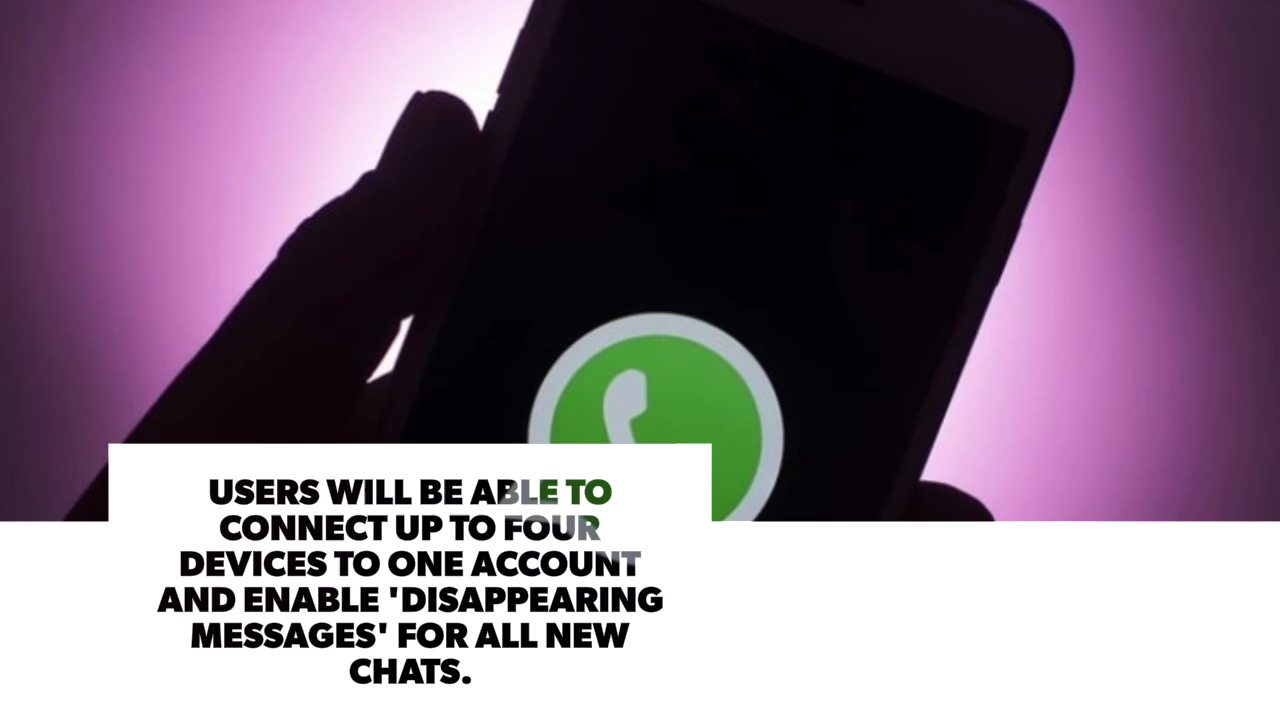 USERS WILL BE ABLE TO
CONNECT UP TO FOUR
DEVICES TO ONE ACCOUNT
AND ENABLE 'DISAPPEARING
MESSAGES' FOR ALL NEW
CHATS.